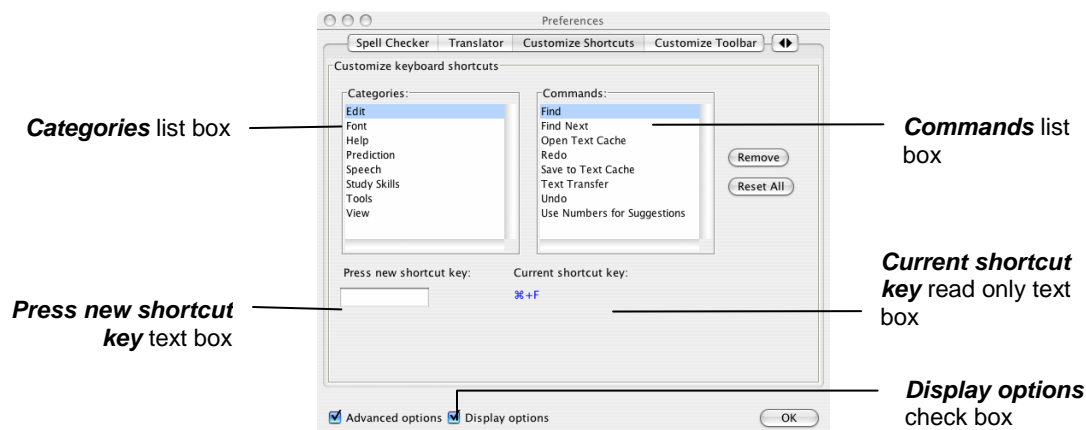 Preferences
Spell Checker Translator Customize Shortcuts Customize Toolbar
Customize keyboard shortcuts
Categories:
Edit
Font
Help
Prediction
Speech
Study Skills
Tools
View
Commands:
Find
Find Next
Open Text Cache
Redo
Save to Text Cache
Text Transfer
Undo
Use Numbers for Suggestions
Remove
Reset All
Press new shortcut key:
Current shortcut key:
⌘+F
Advanced options Display options OK
Categories list box
Commands list
box
Press new shortcut
key text box
Current shortcut
key read only text
box
Display options
check box